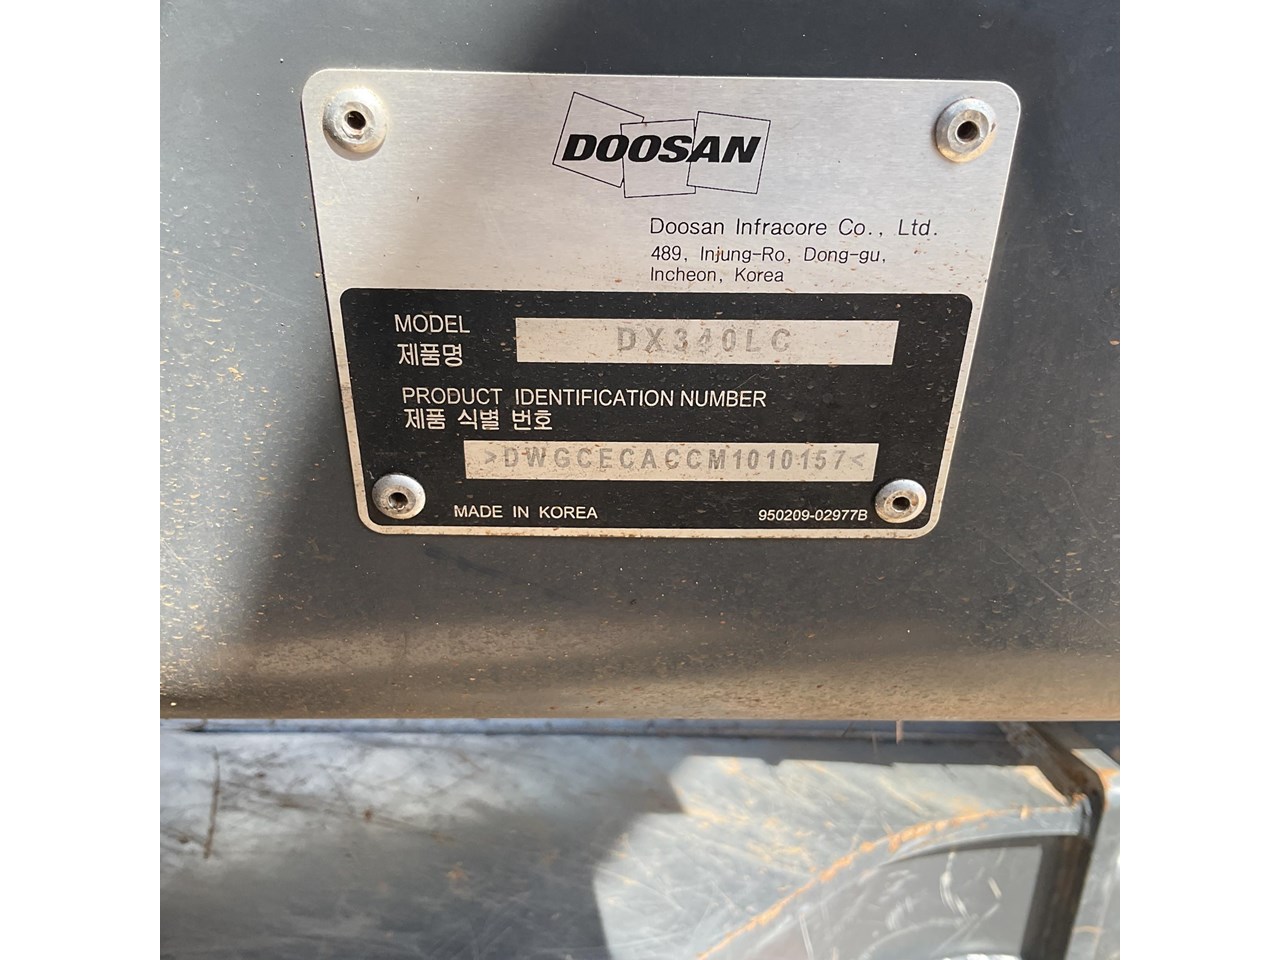 DOOSAN
Doosan Infracore Co., Ltd.
489, Injung-Ro, Dong-gu,
Incheon, Korea
MODEL
제품명
DX340LC
PRODUCT IDENTIFICATION NUMBER
제품 식별 번호
>DWGCECACCM1010157<
MADE IN KOREA
950209-02977B